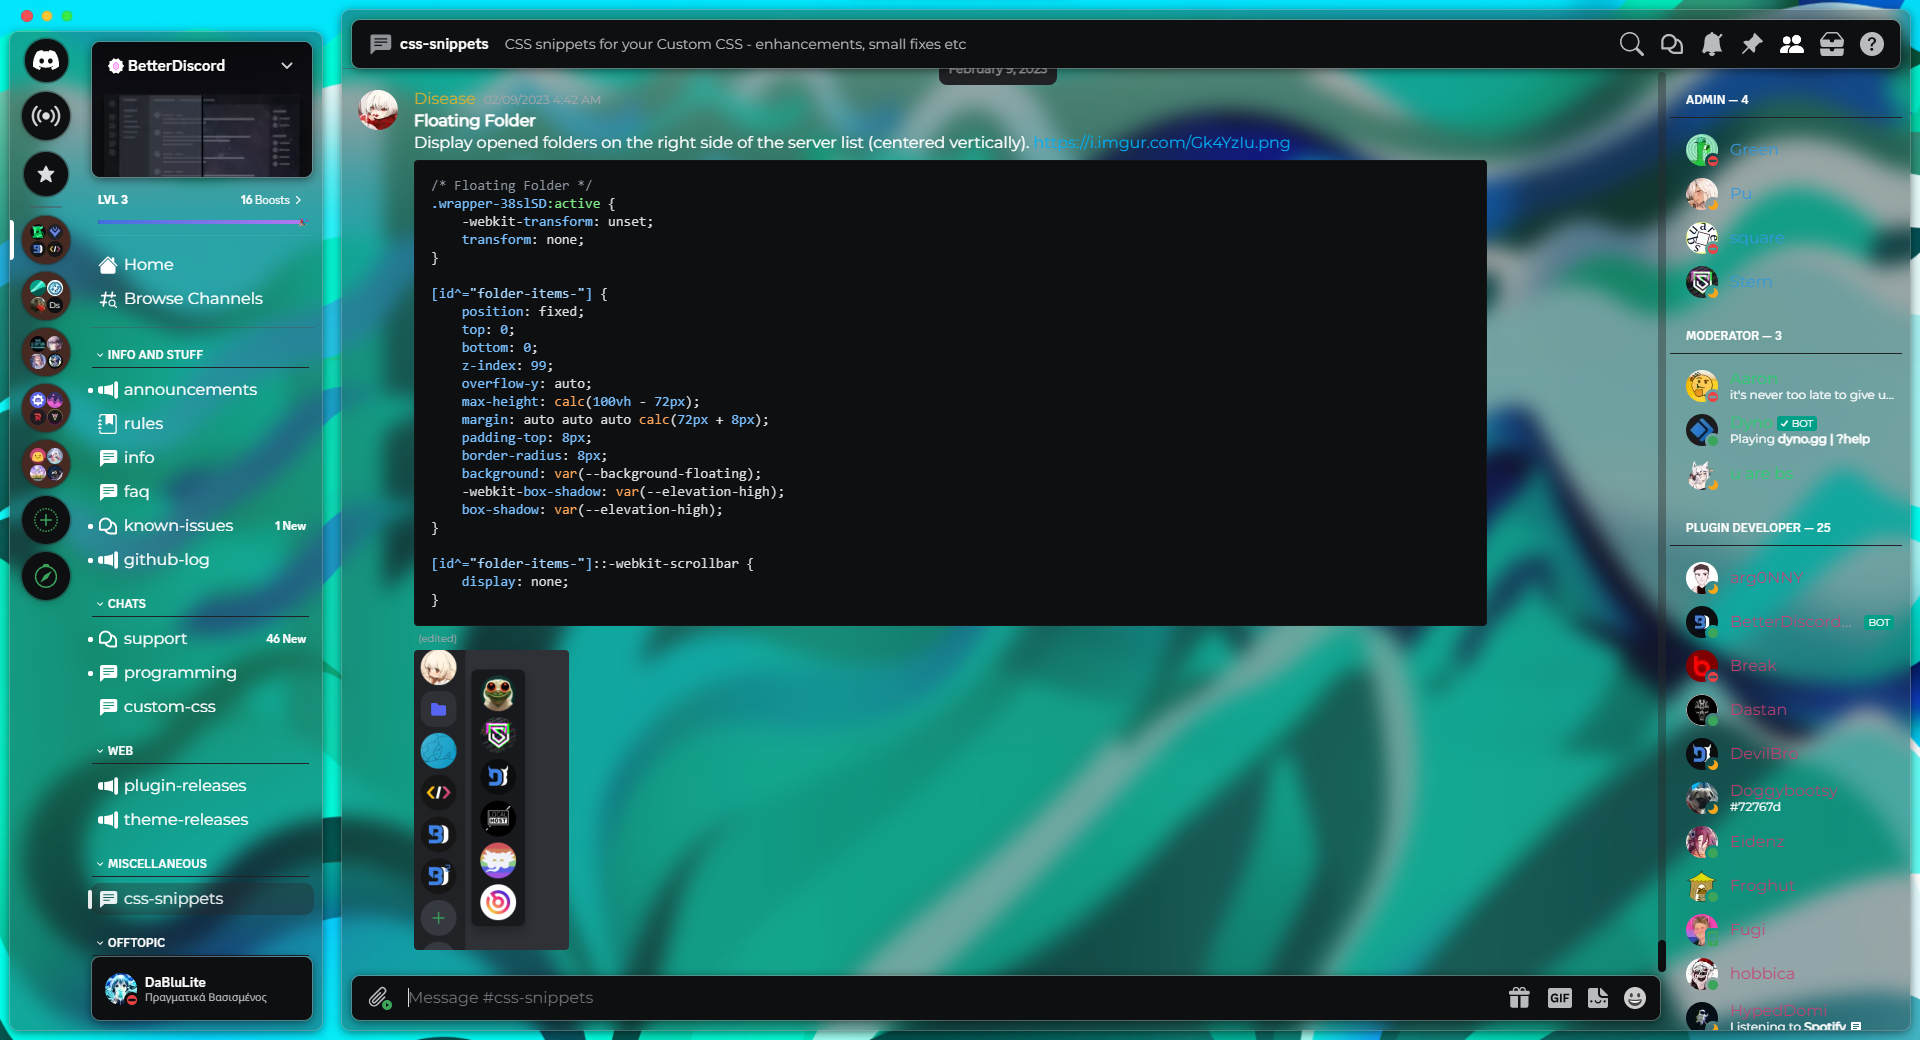 BetterDiscord
LVL 3
16 Boosts
Home
Browse Channels
INFO AND STUFF
announcements
rules
info
faq
known-issues
1 New
github-log
CHATS
support
46 New
programming
custom-css
WEB
plugin-releases
theme-releases
MISCELLANEOUS
css-snippets
OFFTOPIC
DaBluLite
Πραγματικά Βασισμένος
Ds
css-snippets
CSS snippets for your Custom CSS - enhancements, small fixes etc
February 9, 2023
Disease 02/09/2023 4:42 AM
Floating Folder
Display opened folders on the right side of the server list (centered vertically). https://i.imgur.com/Gk4YzIu.png
/* Floating Folder */
.wrapper-38slSD:active {
    -webkit-transform: unset;
    transform: none;
}
[id^="folder-items-"] {
    position: fixed;
    top: 0;
    bottom: 0;
    z-index: 99;
    overflow-y: auto;
    max-height: calc(100vh - 72px);
    margin: auto auto auto calc(72px + 8px);
    padding-top: 8px;
    border-radius: 8px;
    background: var(--background-floating);
    -webkit-box-shadow: var(--elevation-high);
    box-shadow: var(--elevation-high);
}
[id^="folder-items-"]::-webkit-scrollbar {
    display: none;
}
(edited)
LOCAL
HOST
Message #css-snippets
GIF
ADMIN — 4
Green
Pu
square
Stern
MODERATOR — 3
it's never too late to give u...
BOT
Playing dyno.gg | ?help
PLUGIN DEVELOPER — 25
arg0NNY
BetterDiscord...
BOT
Break
Dastan
DevilBro
Doggybootsy
#72767d
Eldenz
Froghut
Fugi
hobbica
HypedDomi
Listening to Spotify